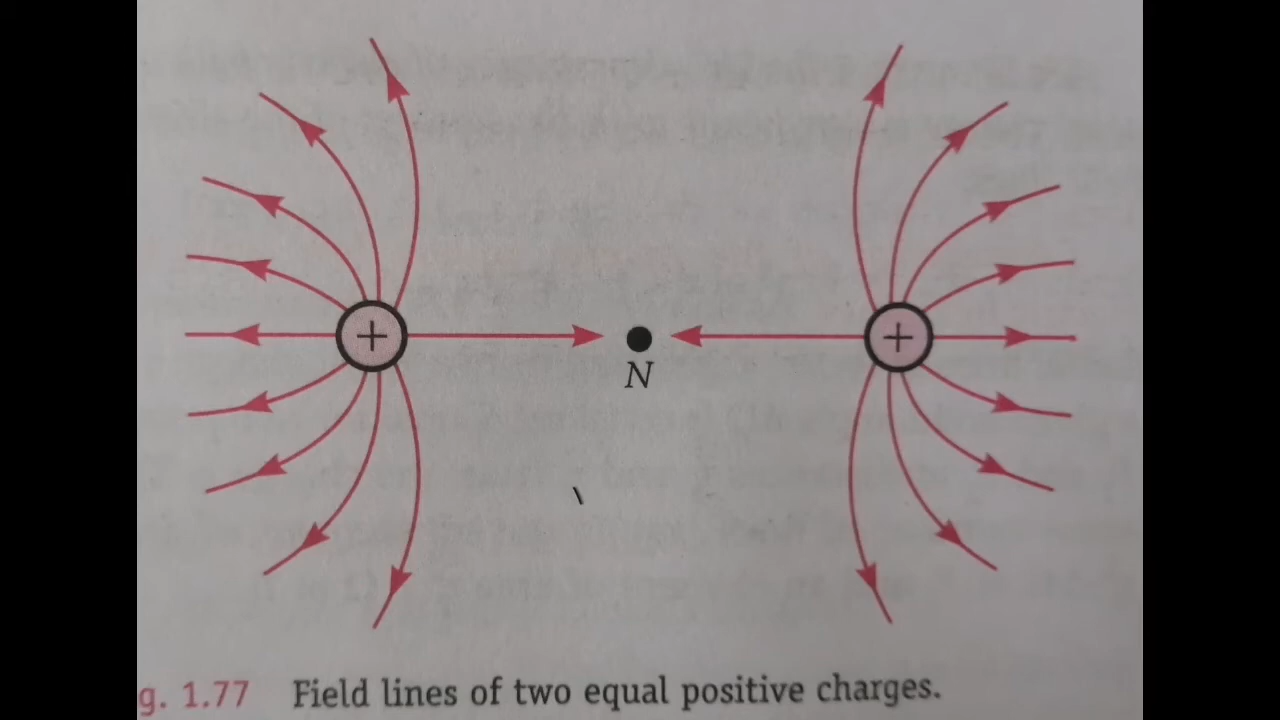 + +
N
g. 1.77 Field lines of two equal positive charges.